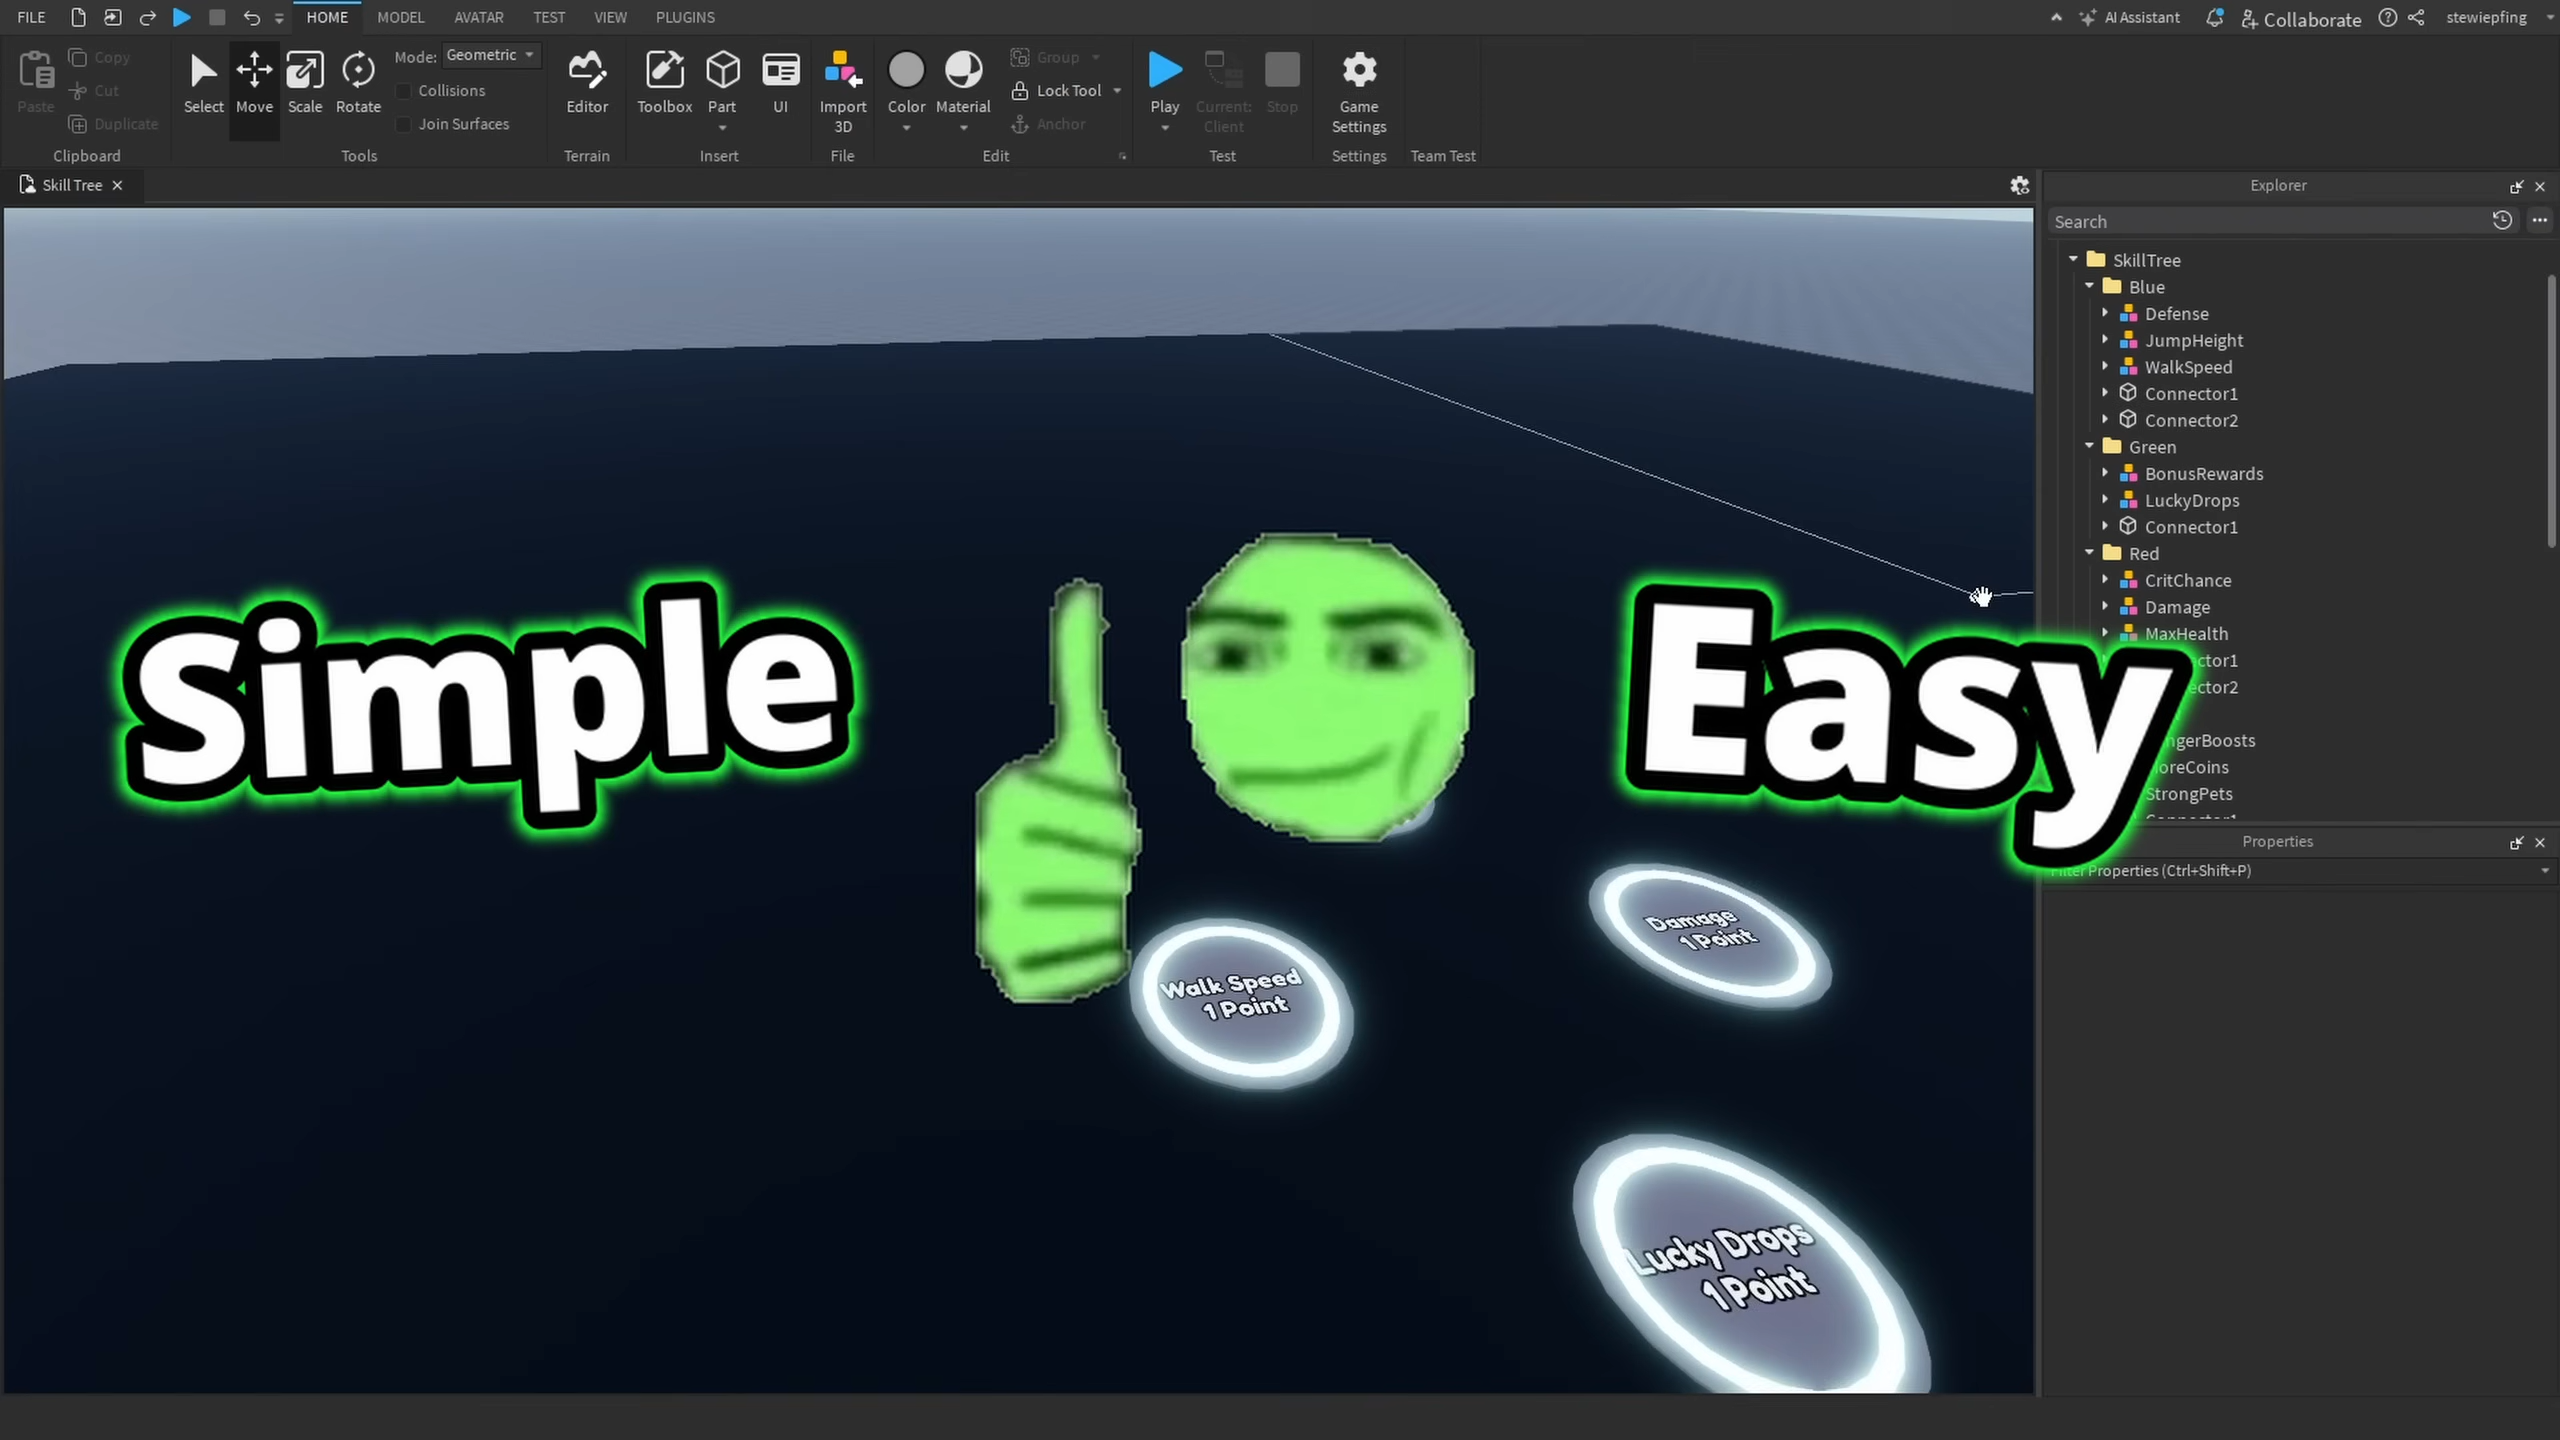 FILE HOME MODEL AVATAR TEST VIEW PLUGINS AI Assistant Collaborate stewiepfing
Paste
Copy
Cut
Duplicate
Clipboard
Select Move Scale Rotate
Mode: Geometric
Collisions
Join Surfaces
Tools
Editor
Terrain
Toolbox Part UI
Insert
Import
3D
File
Color Material
Group
Lock Tool
Anchor
Edit
Play
Current:
Client
Stop
Test
Game
Settings
Settings
Team Test
Skill Tree
Explorer
Search
SkillTree
Blue
Defense
JumpHeight
WalkSpeed
Connector1
Connector2
Green
BonusRewards
LuckyDrops
Connector1
Red
CritChance
Damage
MaxHealth
StrongPets
Properties
Properties (Ctrl+Shift+P)
Simple
Easy
Damage
1 Point
Walk Speed
1 Point
Lucky Drops
1 Point